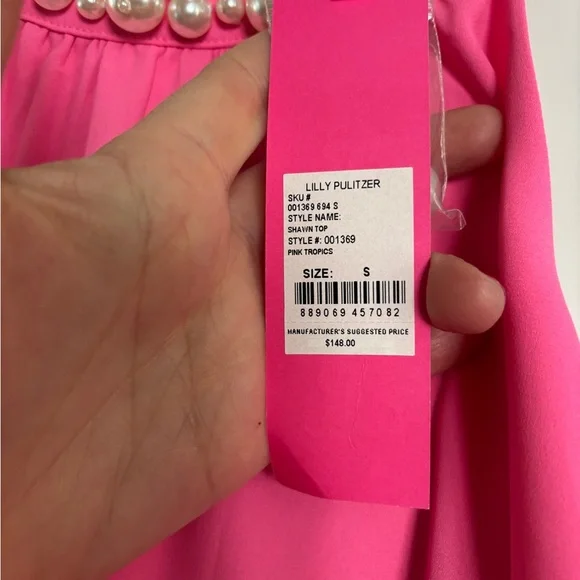 LILLY PULITZER
SKU #
001369 694 S
STYLE NAME:
SHAWN TOP
STYLE #: 001369
PINK TROPICS
SIZE: S
889069 457082
MANUFACTURER'S SUGGESTED PRICE
$148.00